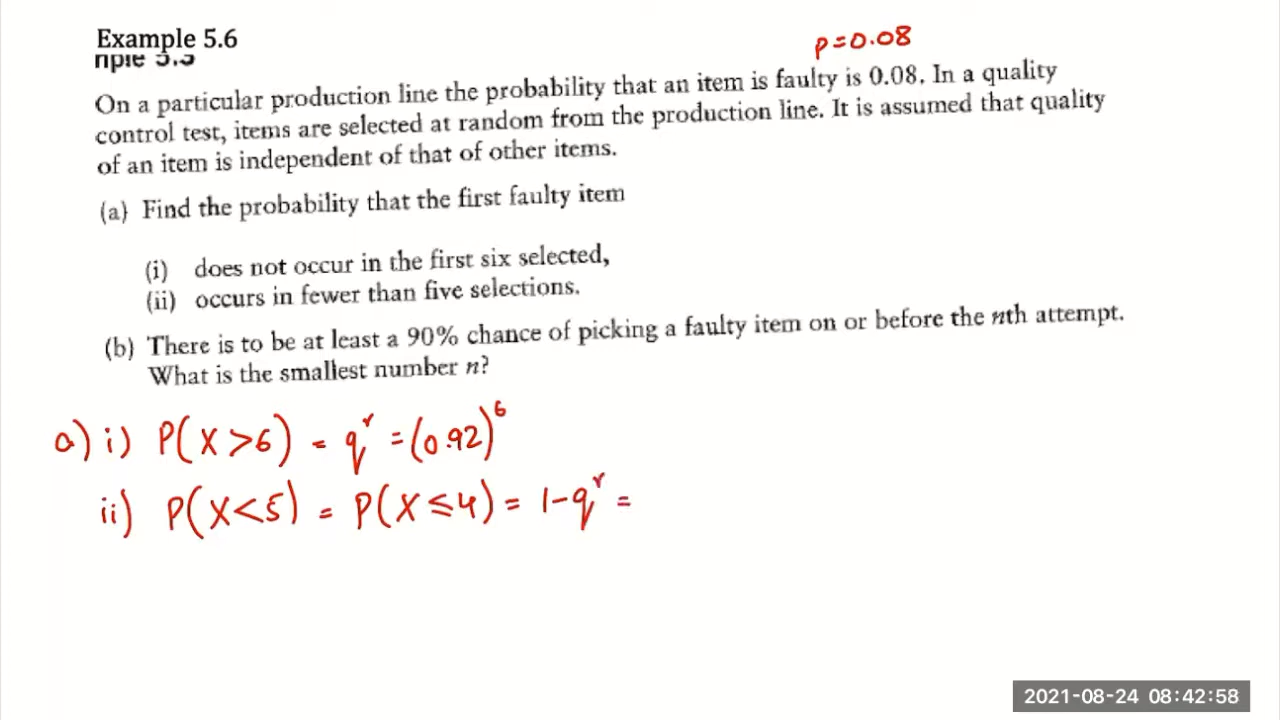 Example 5.6
p=0.08
On a particular production line the probability that an item is faulty is 0.08. In a quality
control test, items are selected at random from the production line. It is assumed that quality
of an item is independent of that of other items.
(a) Find the probability that the first faulty item
(i) does not occur in the first six selected,
(ii) occurs in fewer than five selections.
(b) There is to be at least a 90% chance of picking a faulty item on or before the nth attempt.
What is the smallest number n?
a) i) P(X>6) = q^r = (0.92)^6
ii) P(X<5) = P(X≤4) = 1-q^r =
2021-08-24 08:42:58